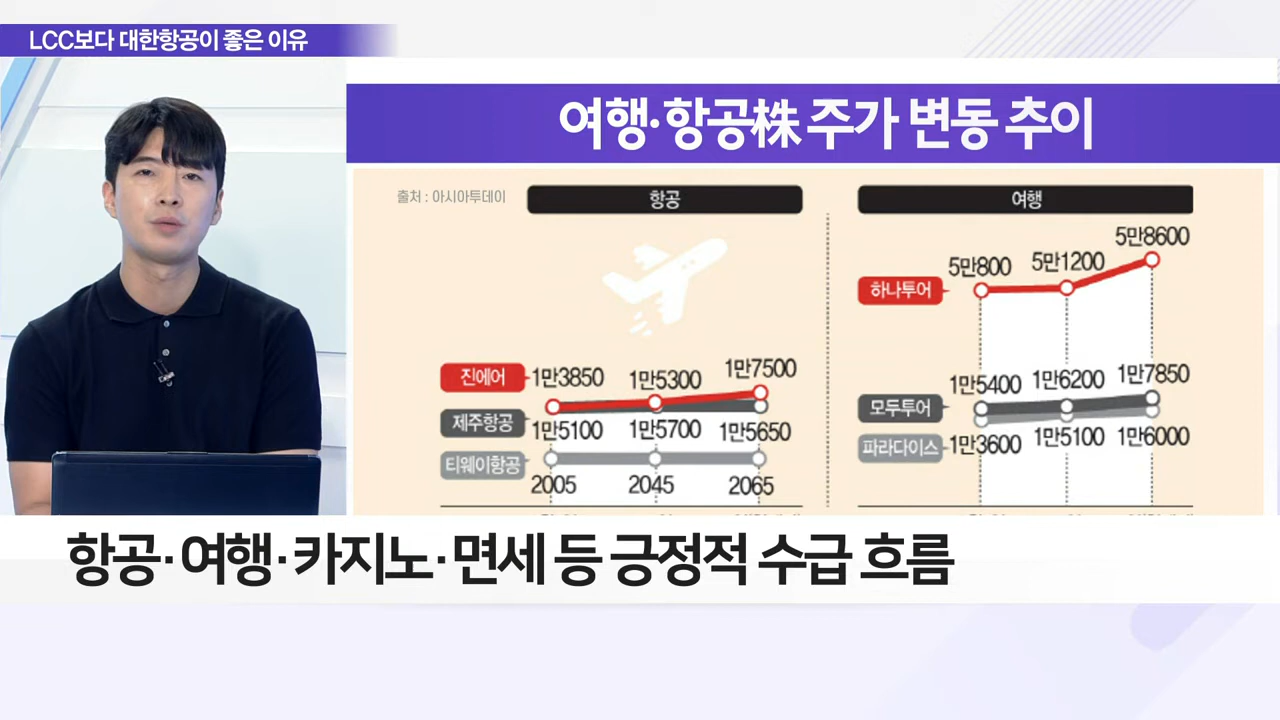 LCC보다 대한항공이 좋은 이유
여행·항공株 주가 변동 추이
출처 : 아시아투데이
항공
진에어
1만3850
1만5300
1만7500
제주항공
1만5100
1만5700
1만5650
티웨이항공
2005
2045
2065
여행
하나투어
5만800
5만1200
5만8600
모두투어
1만5400
1만6200
1만7850
파라다이스
1만3600
1만5100
1만6000
항공·여행·카지노·면세 등 긍정적 수급 흐름